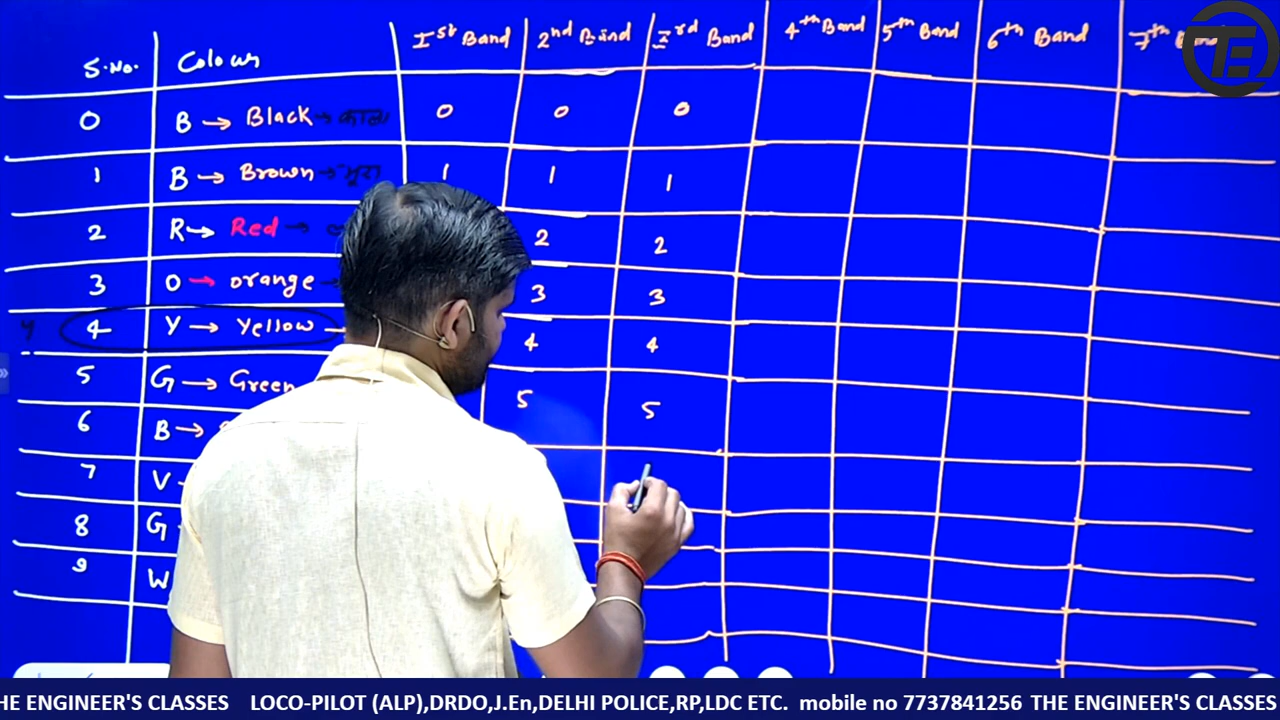 S.No. Colour Ist Band 2nd Band 3rd Band 4th Band 5th Band 6th Band 7th
TE
0 B → Black → काला 0 0 0
1 B → Brown → भूरा 1 1 1
2 R → Red → 2 2
3 O → orange 3 3
4 Y → Yellow 4 4
5 G → Green 5 5
6 B →
7 V
8 G
9 W
HE ENGINEER'S CLASSES LOCO-PILOT (ALP),DRDO,J.En,DELHI POLICE,RP,LDC ETC. mobile no 7737841256 THE ENGINEER'S CLASSES